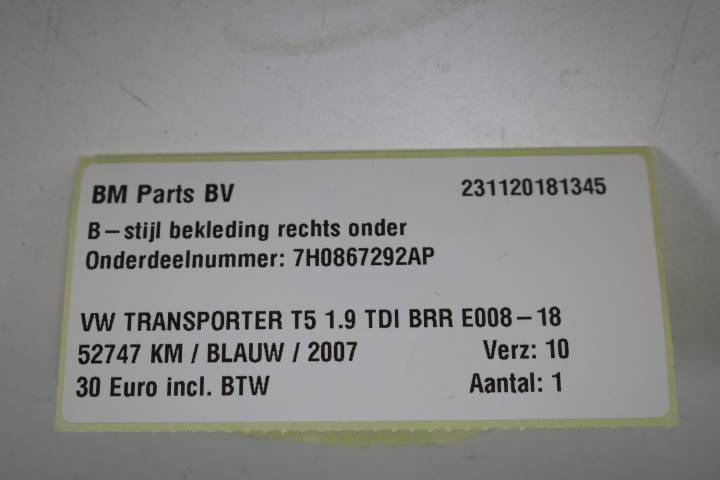 BM Parts BV 231120181345
B-stijl bekleding rechts onder
Onderdeelnummer: 7H0867292AP
VW TRANSPORTER T5 1.9 TDI BRR E008-18
52747 KM / BLAUW / 2007 Verz: 10
30 Euro incl. BTW Aantal: 1